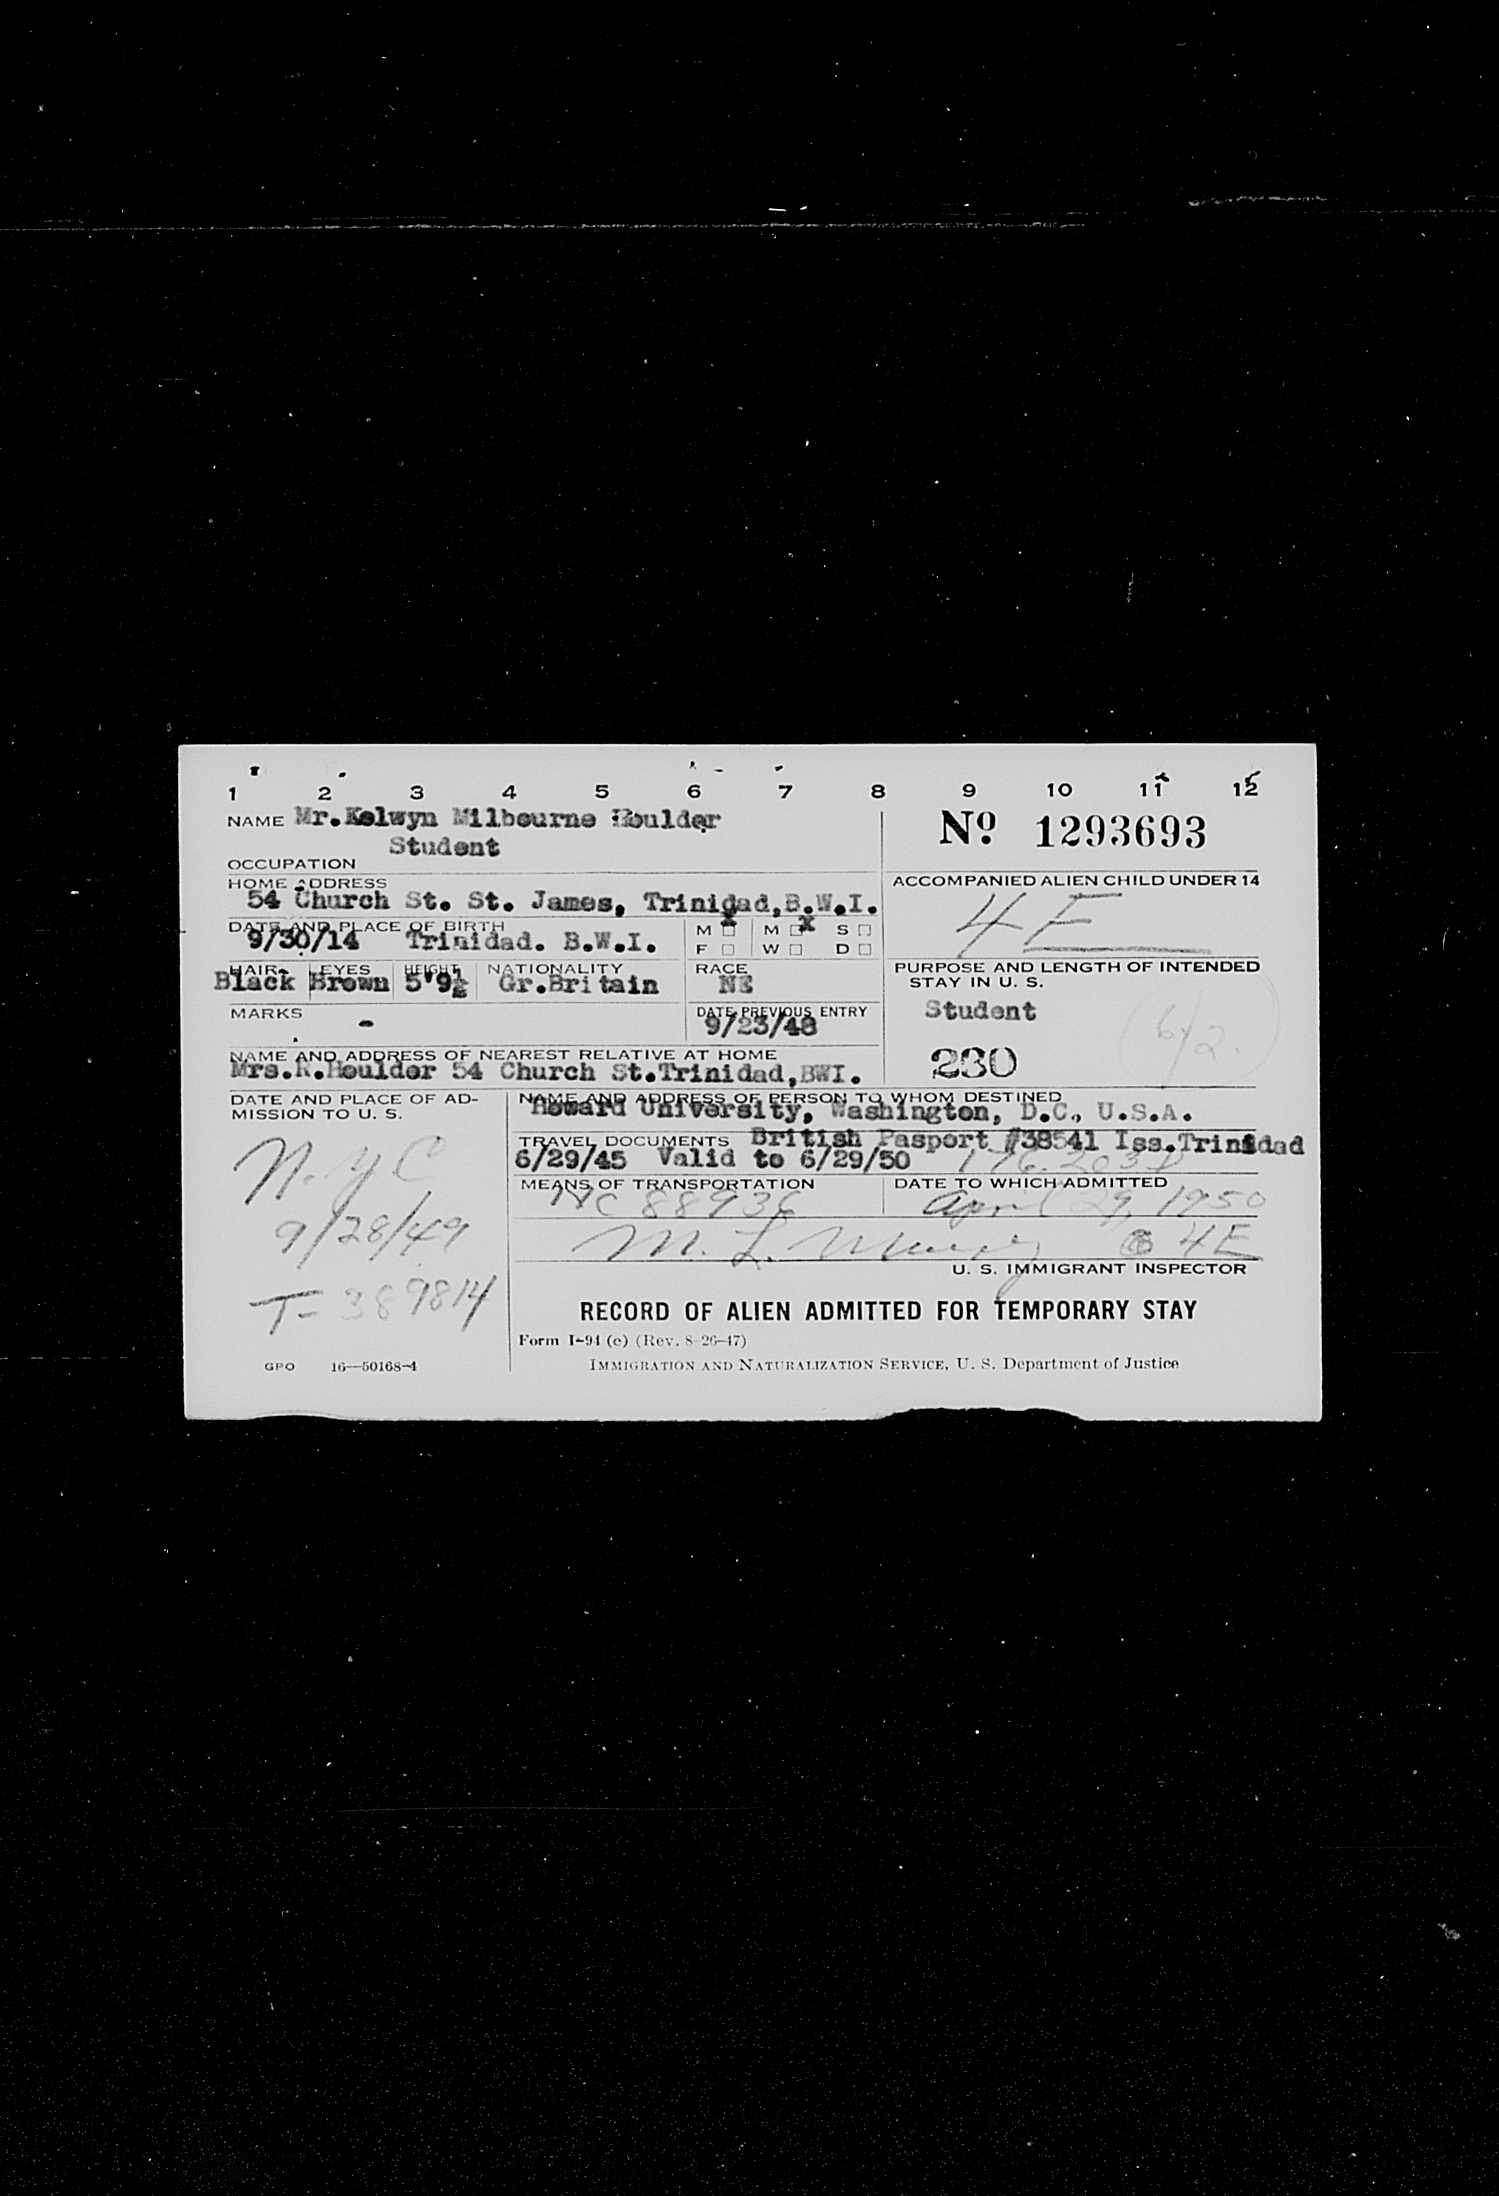 1 2 3 4 5 6 7 8 9 10 11 12
NAME Mr.Kelwyn Milbourne Houlder
Student
OCCUPATION
Nº 1293693
HOME ADDRESS
54 Church St. St. James, Trinidad,B.W.I.
ACCOMPANIED ALIEN CHILD UNDER 14
4E
DATE AND PLACE OF BIRTH
9/30/14 Trinidad. B.W.I.
M X M X S
F W D
HAIR EYES HEIGHT NATIONALITY RACE
Black Brown 5'9½ Gr.Britain NE
PURPOSE AND LENGTH OF INTENDED
STAY IN U. S.
Student
230
MARKS -
DATE PREVIOUS ENTRY
9/23/48
NAME AND ADDRESS OF NEAREST RELATIVE AT HOME
Mrs.R.Houlder 54 Church St.Trinidad,BWI.
DATE AND PLACE OF AD-
MISSION TO U. S.
N.Y C
9/28/49
T-389814
NAME AND ADDRESS OF PERSON TO WHOM DESTINED
Howard University, Washington, D.C., U.S.A.
TRAVEL DOCUMENTS British Pasport #38541 Iss.Trinidad
6/29/45 Valid to 6/29/50
MEANS OF TRANSPORTATION
NC 88936
DATE TO WHICH ADMITTED
April 29, 1950
M. L. 4E
U. S. IMMIGRANT INSPECTOR
RECORD OF ALIEN ADMITTED FOR TEMPORARY STAY
Form I-94 (c) (Rev. 8-26-47)
GPO 16—50168-4
IMMIGRATION AND NATURALIZATION SERVICE, U. S. Department of Justice